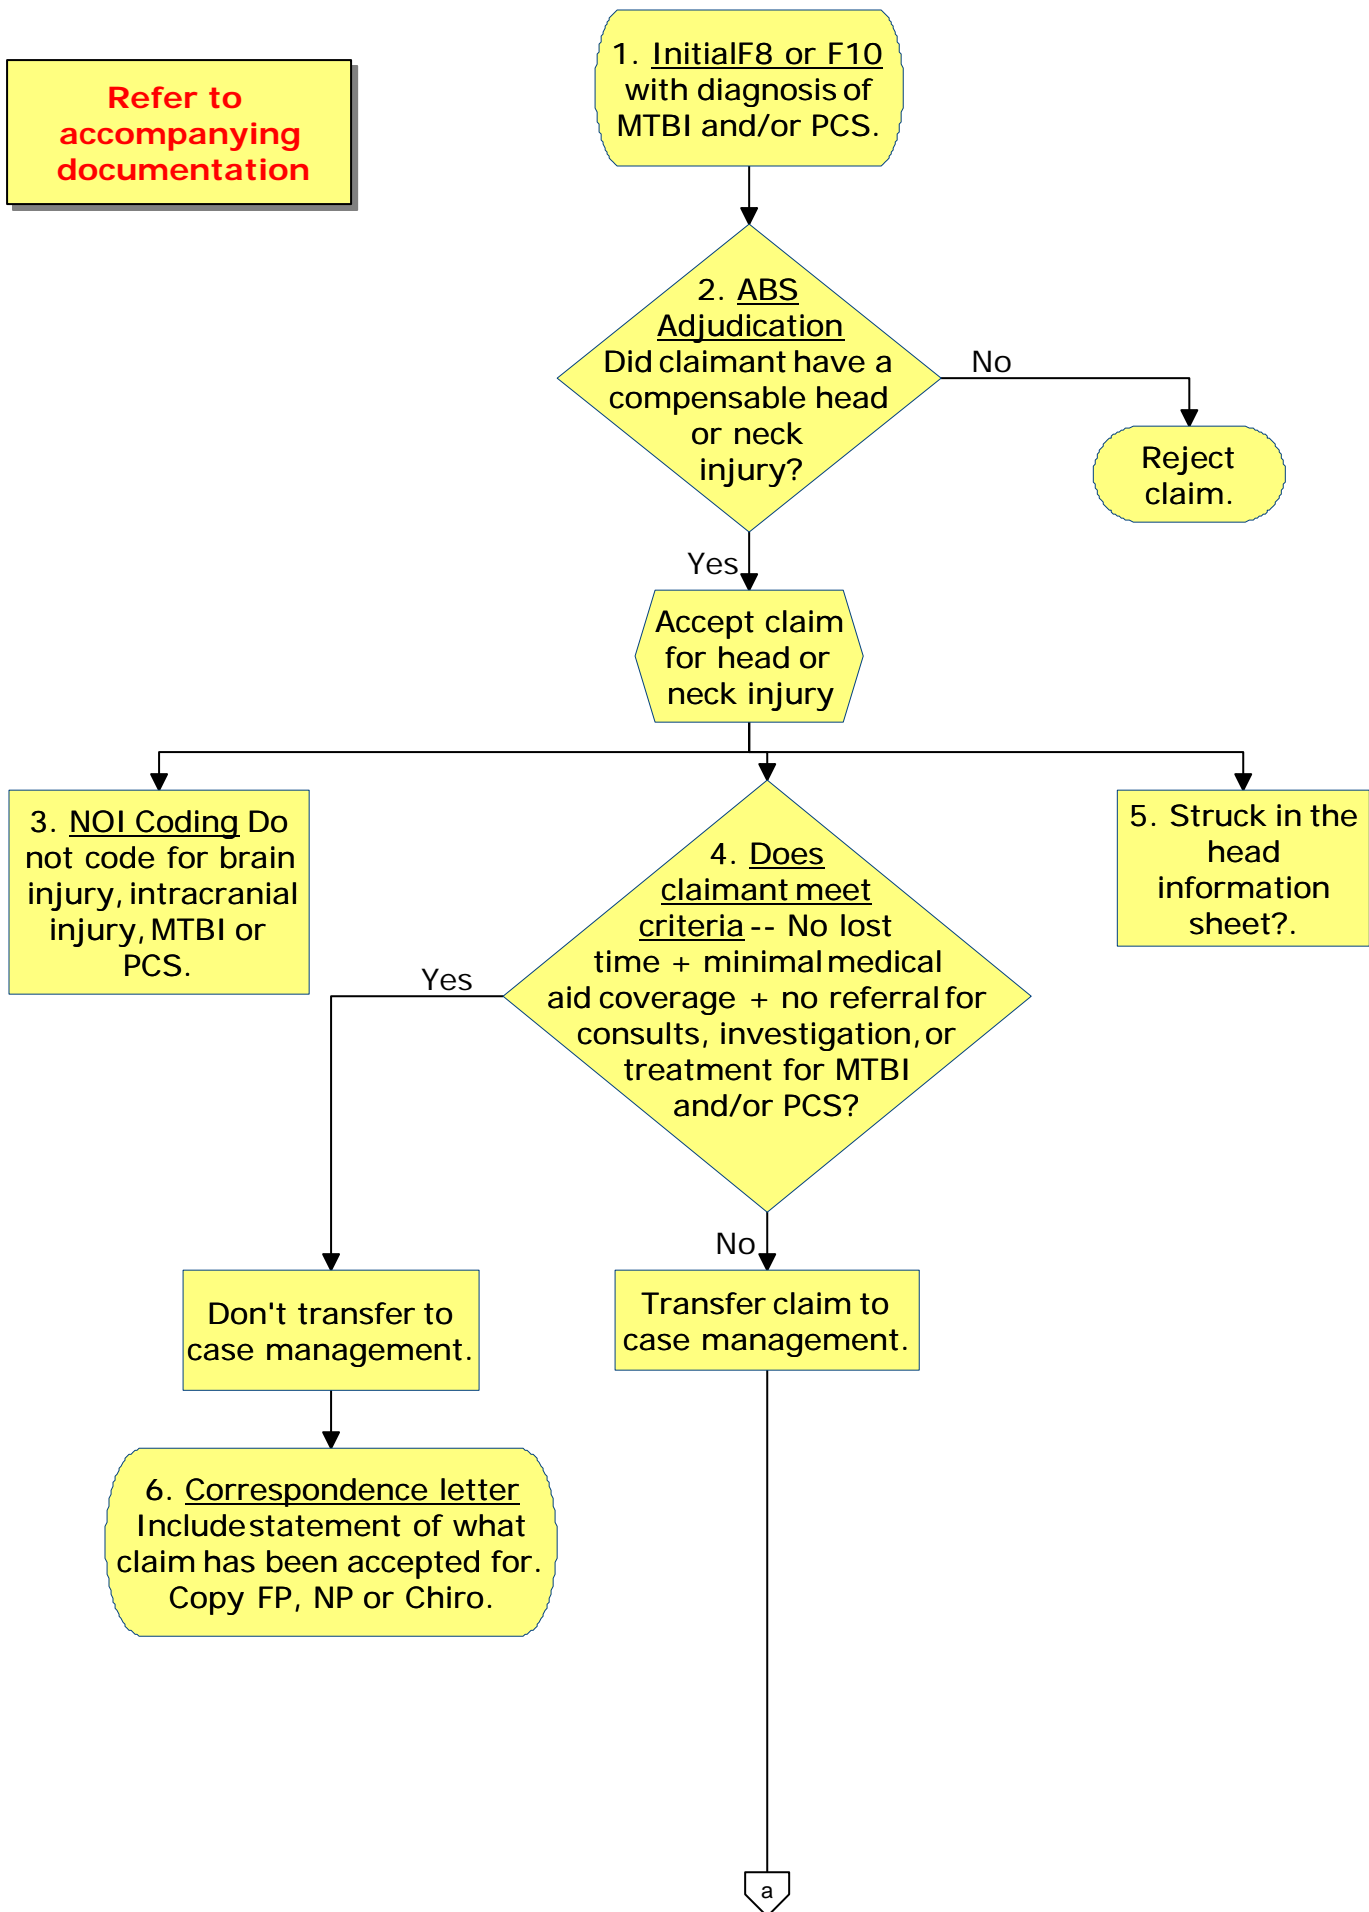 Refer to
accompanying
documentation
1. InitialF8 or F10
with diagnosis of
MTBI and/or PCS.
2. ABS
Adjudication
Did claimant have a
compensable head
or neck
injury?
No
Reject
claim.
Yes
Accept claim
for head or
neck injury
3. NOI Coding Do
not code for brain
injury, intracranial
injury, MTBI or
PCS.
4. Does
claimant meet
criteria -- No lost
time + minimal medical
aid coverage + no referral for
consults, investigation, or
treatment for MTBI
and/or PCS?
5. Struck in the
head
information
sheet?.
Yes
No
Don't transfer to
case management.
Transfer claim to
case management.
6. Correspondence letter
Include statement of what
claim has been accepted for.
Copy FP, NP or Chiro.
a